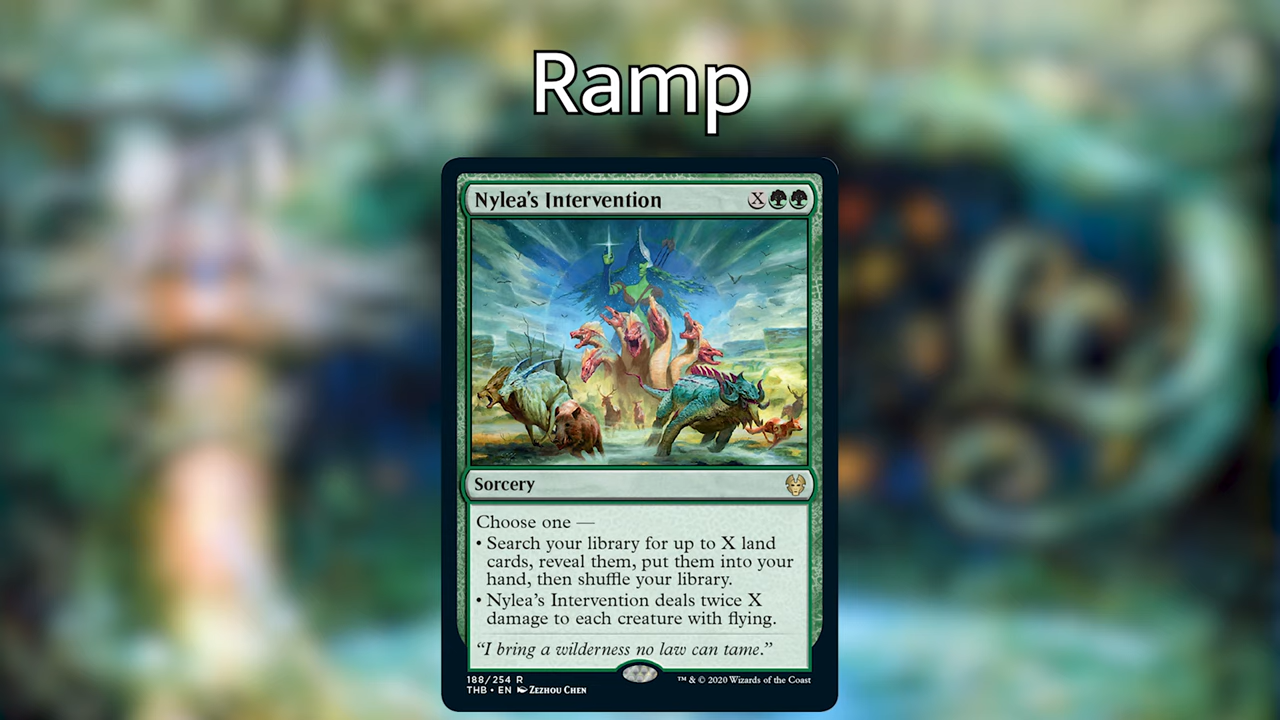 Ramp
Nylea's Intervention X
Sorcery
Choose one —
• Search your library for up to X land
cards, reveal them, put them into your
hand, then shuffle your library.
• Nylea's Intervention deals twice X
damage to each creature with flying.
"I bring a wilderness no law can tame."
188/254 R
THB • EN Zezhou Chen
™ & © 2020 Wizards of the Coast